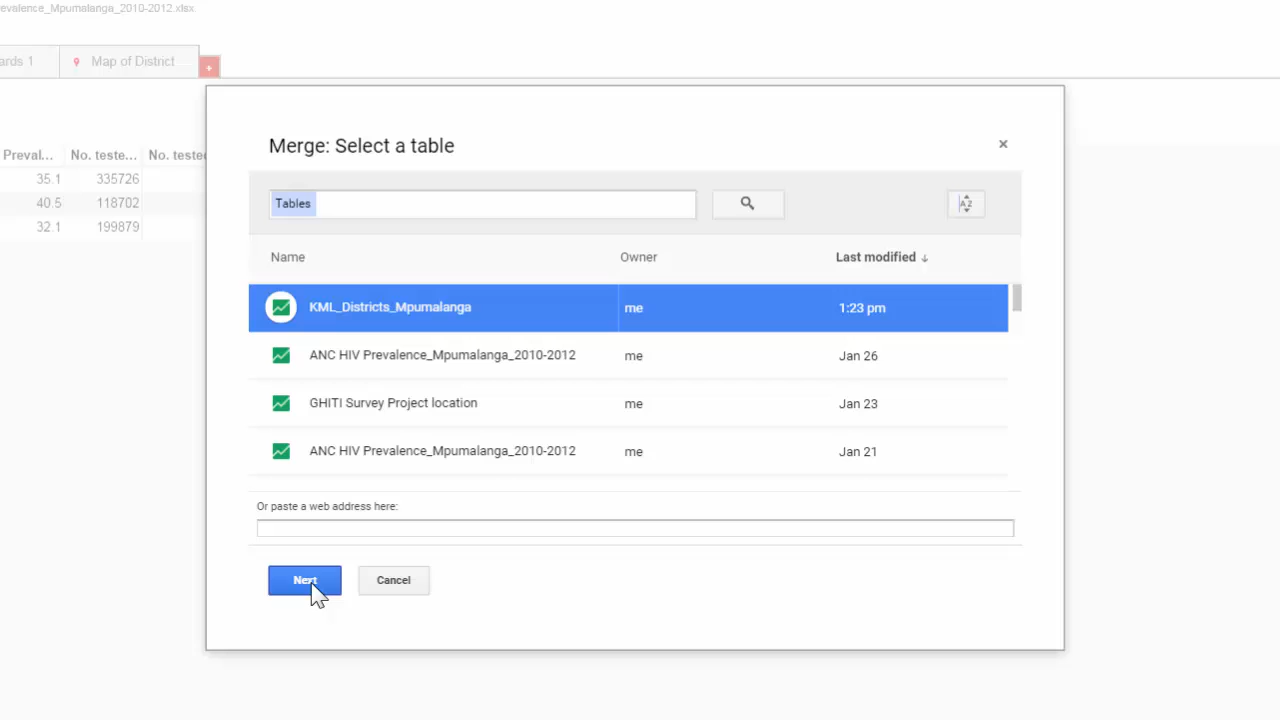 evalence_Mpumalanga_2010-2012.xlsx
ards 1 Map of District +
Preval... No. teste... No. tested
35.1 335726
40.5 118702
32.1 199879
Merge: Select a table ×
Tables
AZ
Name Owner Last modified ↓
KML_Districts_Mpumalanga me 1:23 pm
ANC HIV Prevalence_Mpumalanga_2010-2012 me Jan 26
GHITI Survey Project location me Jan 23
ANC HIV Prevalence_Mpumalanga_2010-2012 me Jan 21
Or paste a web address here:
Next Cancel